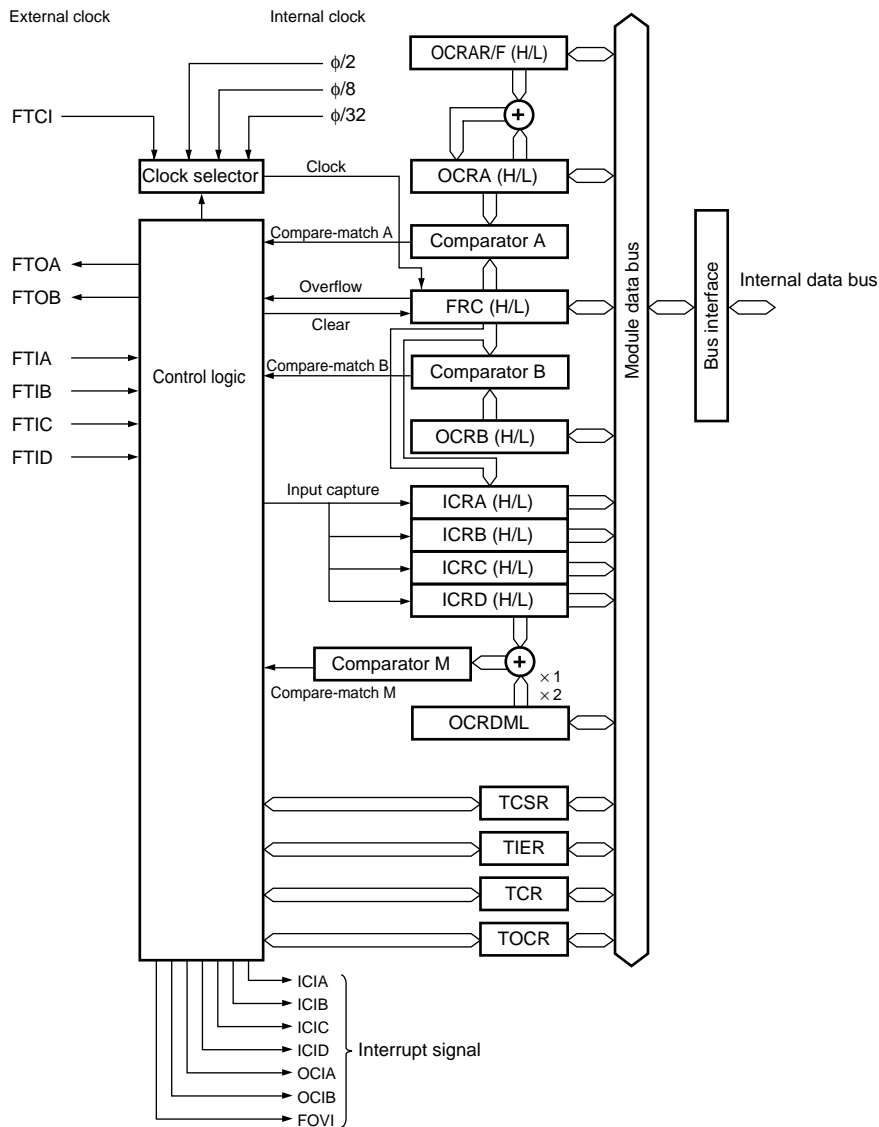 External clock
Internal clock
ϕ/2
ϕ/8
ϕ/32
FTCI
Clock selector
Clock
OCRAR/F (H/L)
+
OCRA (H/L)
Compare-match A
Comparator A
FTOA
FTOB
Overflow
FRC (H/L)
Clear
Module data bus
Bus interface
Internal data bus
FTIA
FTIB
FTIC
FTID
Control logic
Compare-match B
Comparator B
OCRB (H/L)
Input capture
ICRA (H/L)
ICRB (H/L)
ICRC (H/L)
ICRD (H/L)
Comparator M
+
× 1
× 2
Compare-match M
OCRDML
TCSR
TIER
TCR
TOCR
ICIA
ICIB
ICIC
ICID
OCIA
OCIB
FOVI
Interrupt signal